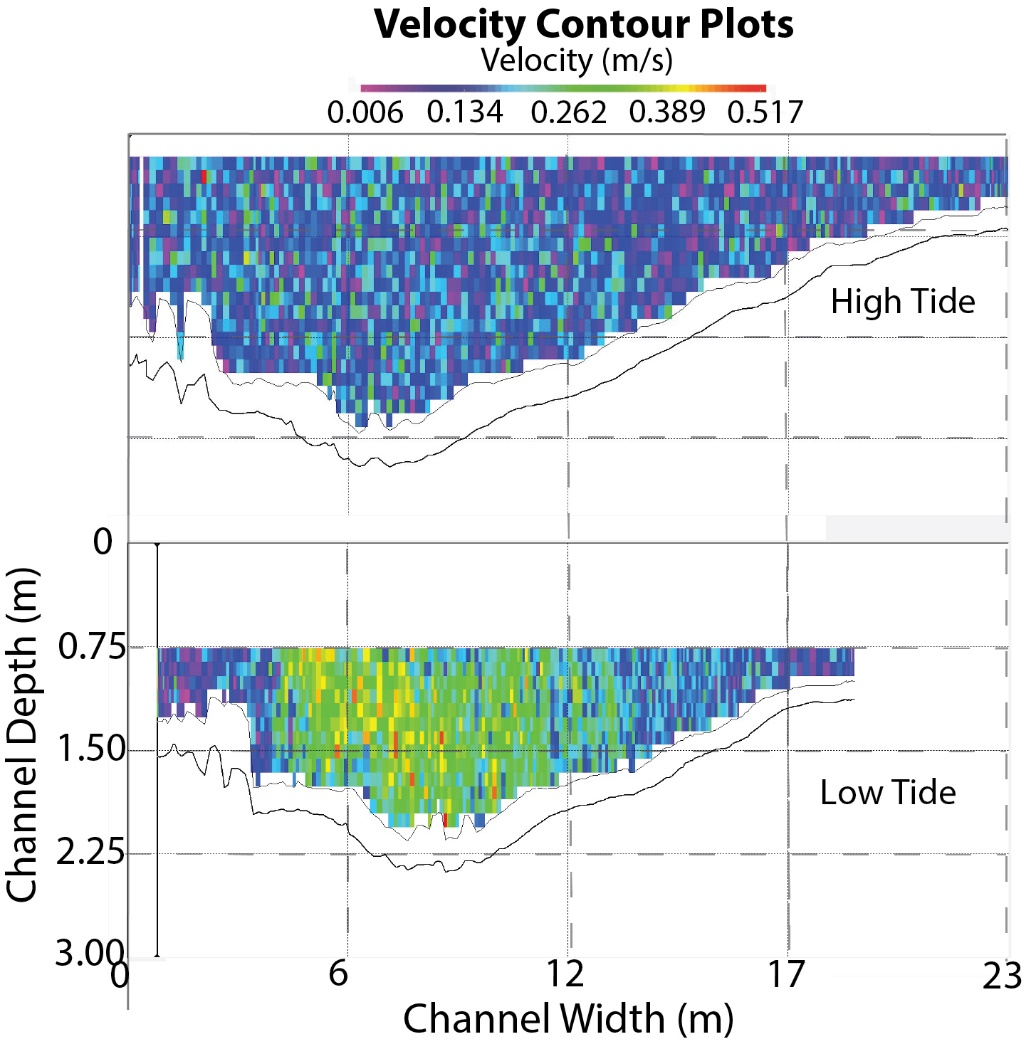 Velocity Contour Plots
Velocity (m/s)
0.006 0.134 0.262 0.389 0.517
High Tide
0
0.75
1.50
2.25
3.00
Channel Depth (m)
Low Tide
0 6 12 17 23
Channel Width (m)